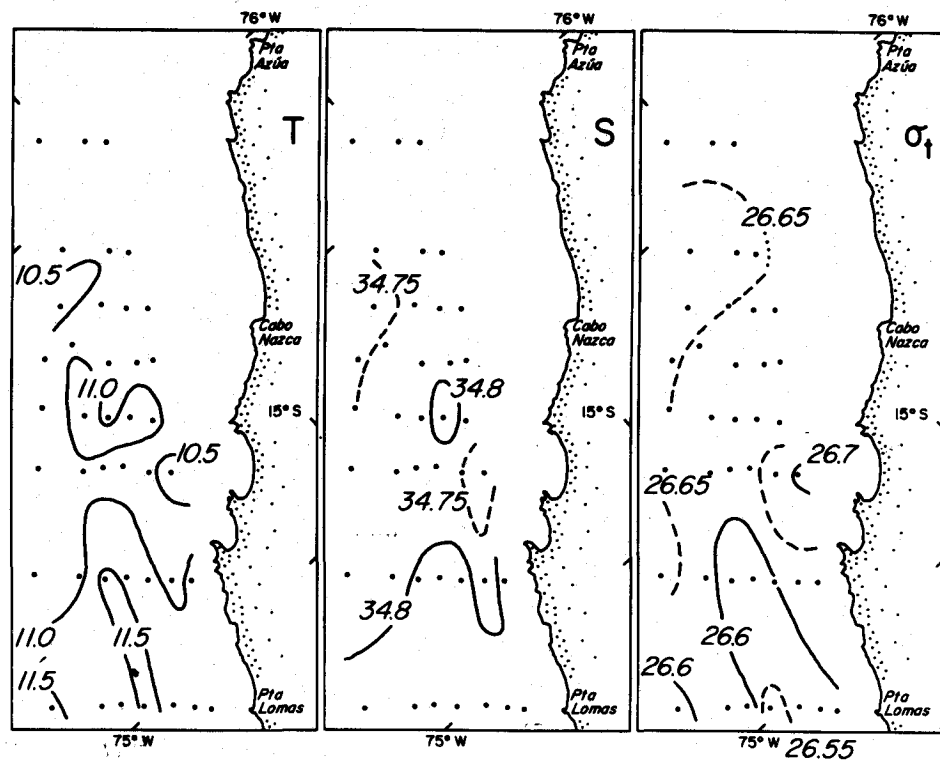 76° W
Pta
Azúa
T
10.5
Cabo
Nazca
11.0
15° S
10.5
11.0
11.5
11.5
Pta
Lomas
75° W
76° W
Pta
Azúa
S
34.75
Cabo
Nazca
34.8
15° S
34.75
34.8
Pta
Lomas
75° W
76° W
Pta
Azúa
σt
26.65
Cabo
Nazca
15° S
26.7
26.65
26.6
26.6
Pta
Lomas
75° W
26.55